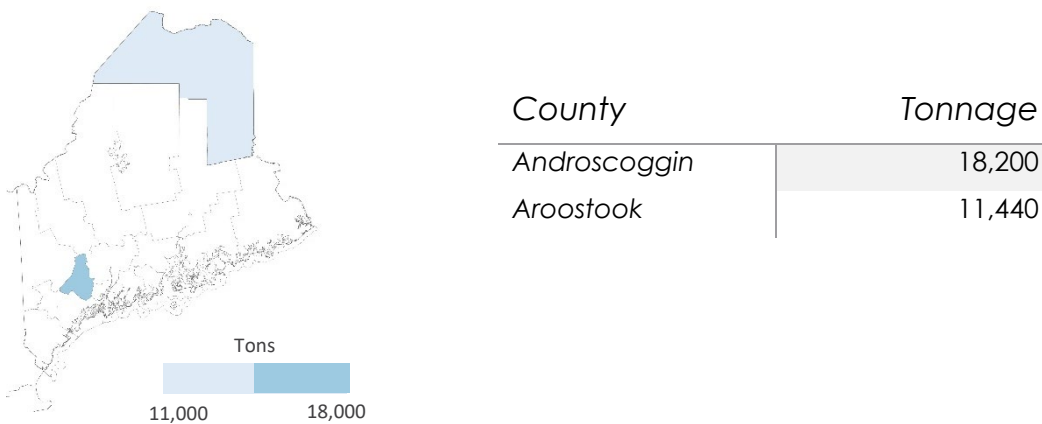 County Tonnage
Androscoggin 18,200
Aroostook 11,440
Tons
11,000 18,000